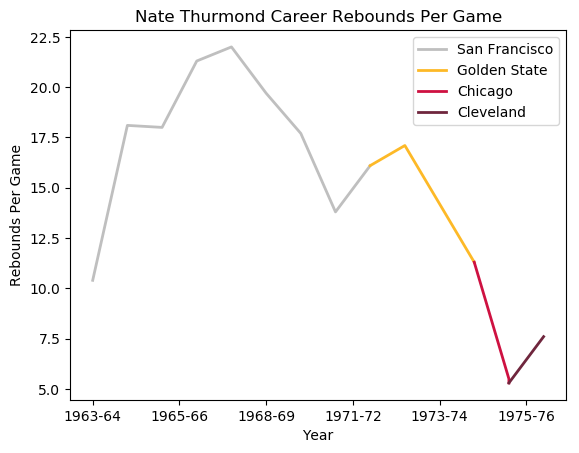 Nate Thurmond Career Rebounds Per Game
San Francisco
Golden State
Chicago
Cleveland
22.5
20.0
17.5
15.0
12.5
10.0
7.5
5.0
Rebounds Per Game
1963-64 1965-66 1968-69 1971-72 1973-74 1975-76
Year